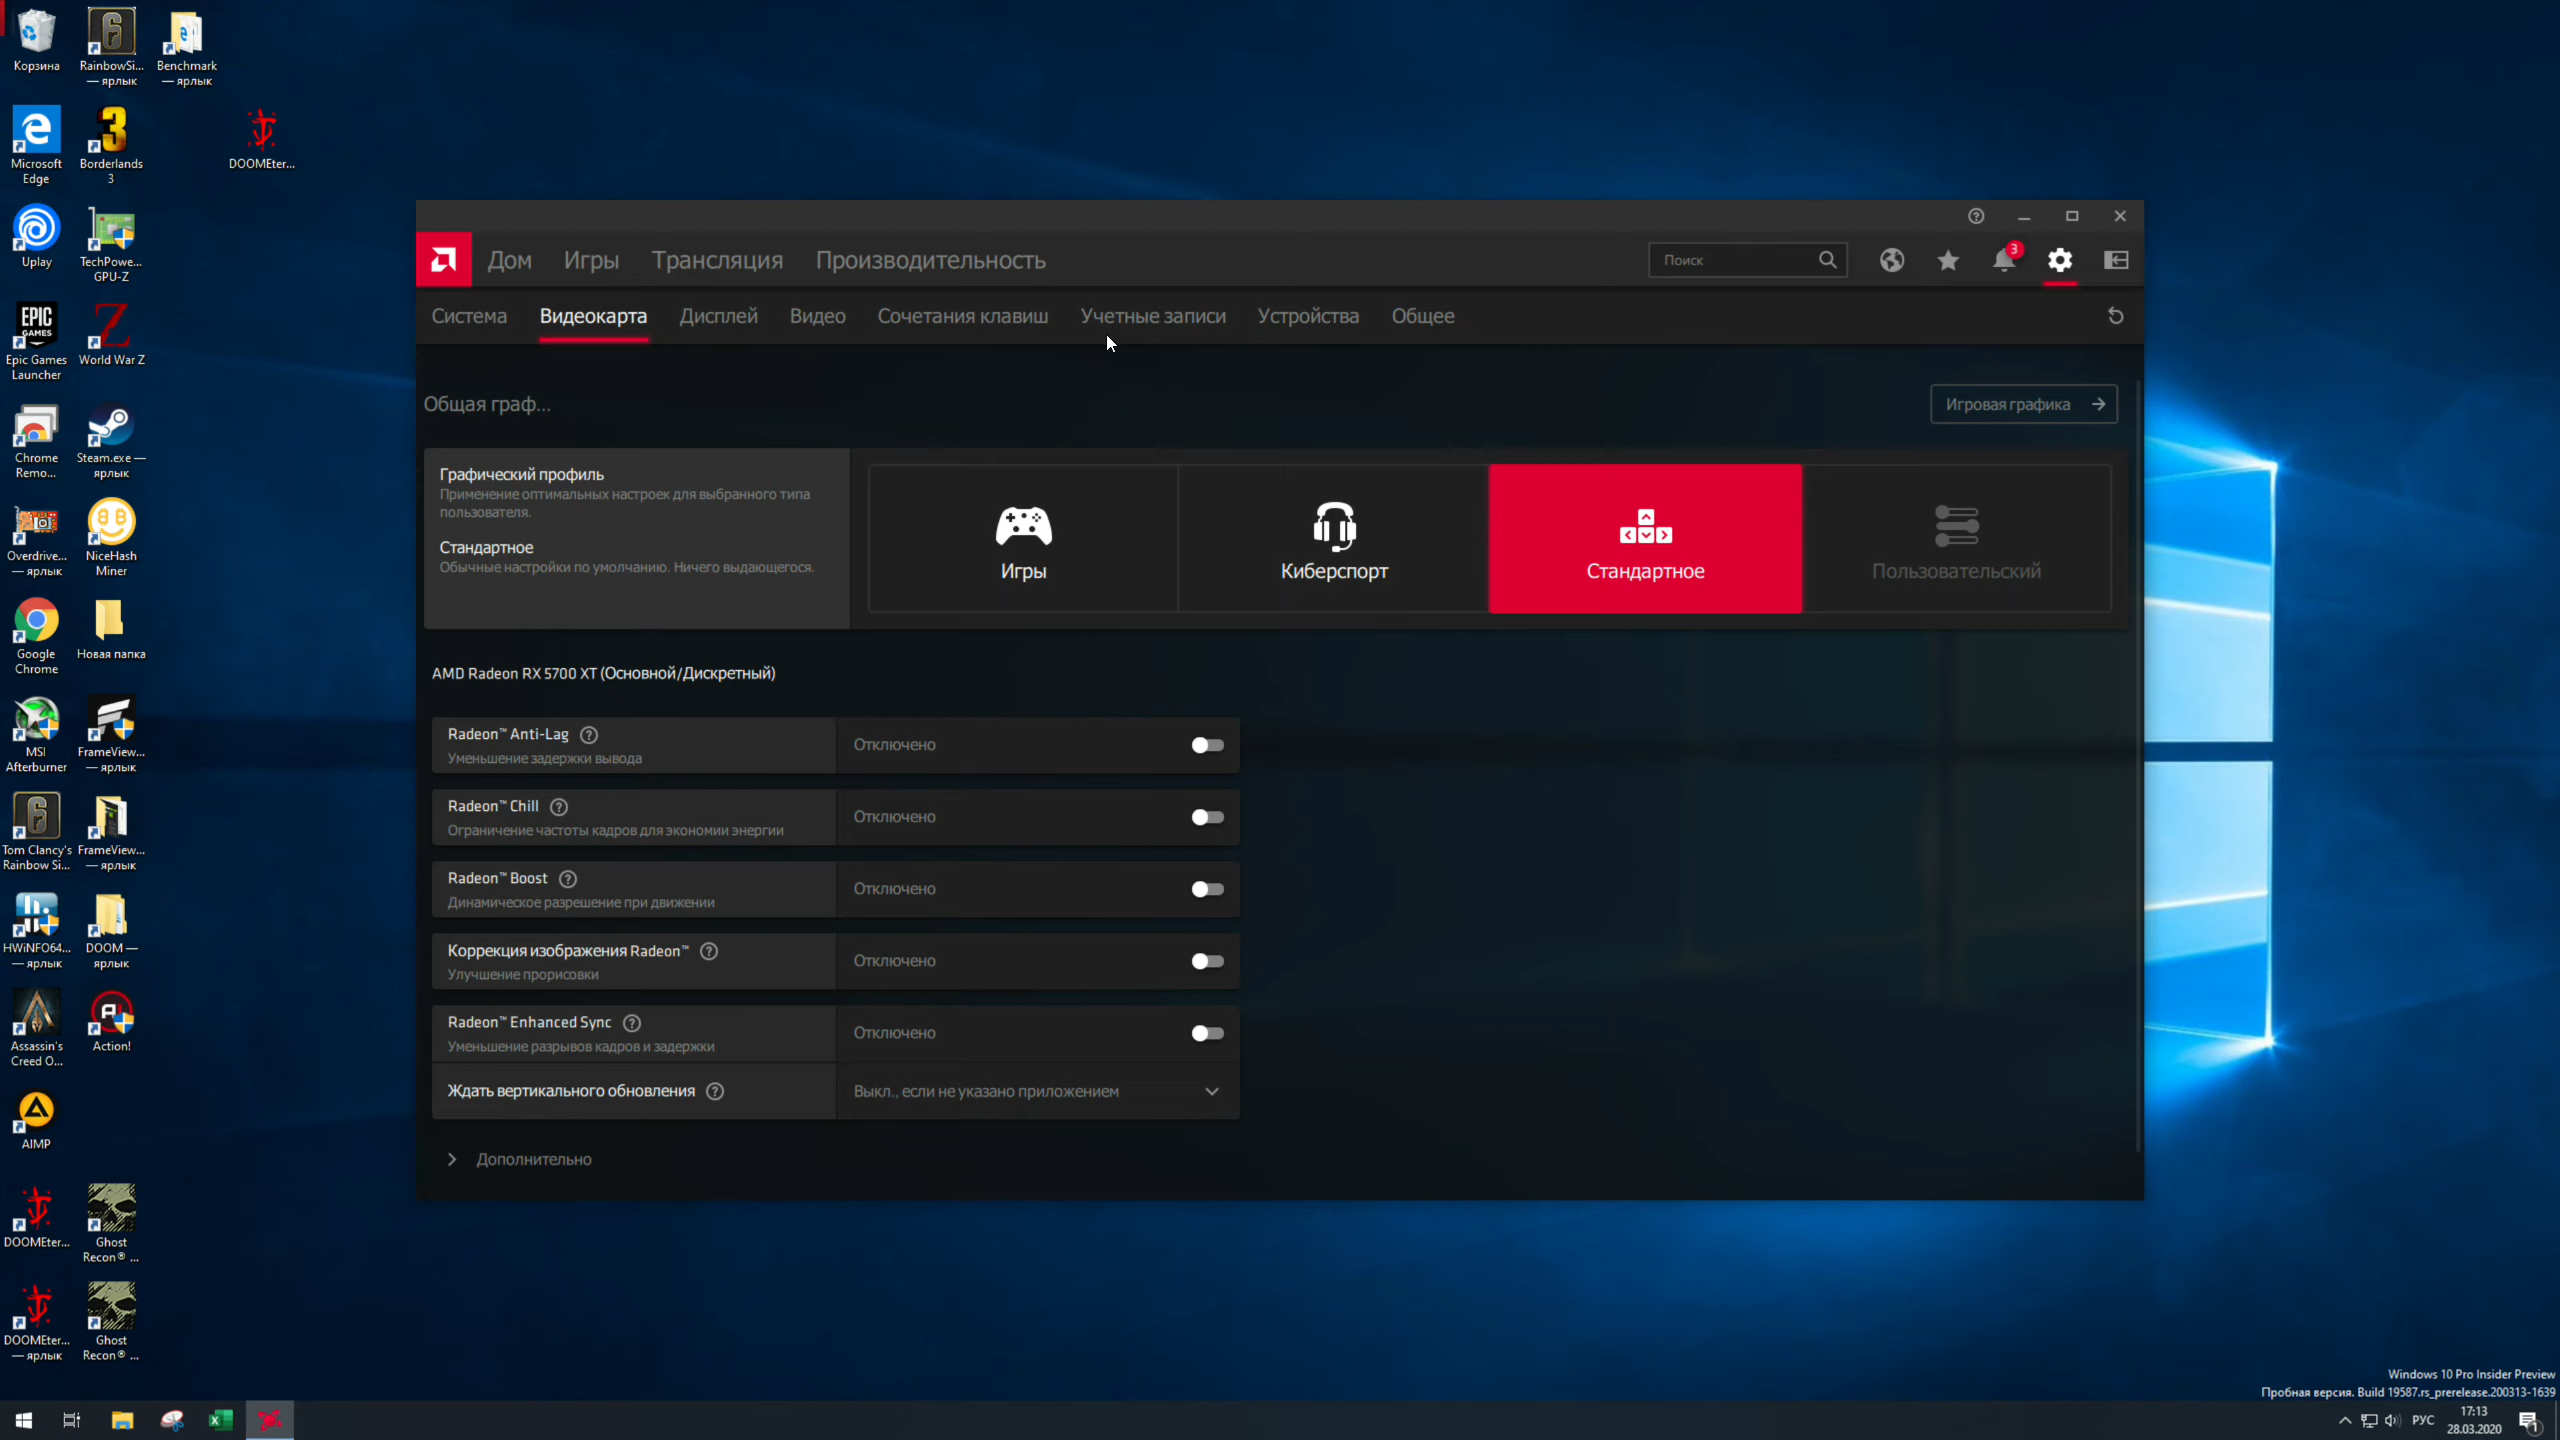 Корзина
RainbowSi...
— ярлык
Benchmark
— ярлык
Microsoft
Edge
Borderlands
3
DOOMEter...
Uplay
TechPowe...
GPU-Z
EPIC
GAMES
Epic Games
Launcher
World War Z
Chrome
Remo...
Steam.exe —
ярлык
Overdrive...
— ярлык
NiceHash
Miner
Google
Chrome
Новая папка
MSI
Afterburner
FrameView...
— ярлык
Tom Clancy's
Rainbow Si...
FrameView...
— ярлык
HWiNFO64...
— ярлык
DOOM —
ярлык
Assassin's
Creed O...
Action!
AIMP
DOOMEter...
Ghost
Recon® ...
DOOMEter...
— ярлык
Ghost
Recon® ...
Дом
Игры
Трансляция
Производительность
Поиск
3
Система
Видеокарта
Дисплей
Видео
Сочетания клавиш
Учетные записи
Устройства
Общее
Общая граф...
Игровая графика
Графический профиль
Применение оптимальных настроек для выбранного типа
пользователя.
Стандартное
Обычные настройки по умолчанию. Ничего выдающегося.
Игры
Киберспорт
Стандартное
Пользовательский
AMD Radeon RX 5700 XT (Основной/Дискретный)
Radeon™ Anti-Lag
Уменьшение задержки вывода
Отключено
Radeon™ Chill
Ограничение частоты кадров для экономии энергии
Отключено
Radeon™ Boost
Динамическое разрешение при движении
Отключено
Коррекция изображения Radeon™
Улучшение прорисовки
Отключено
Radeon™ Enhanced Sync
Уменьшение разрывов кадров и задержки
Отключено
Ждать вертикального обновления
Выкл., если не указано приложением
Дополнительно
Windows 10 Pro Insider Preview
Пробная версия. Build 19587.rs_prerelease.200313-1639
РУС
17:13
28.03.2020
1